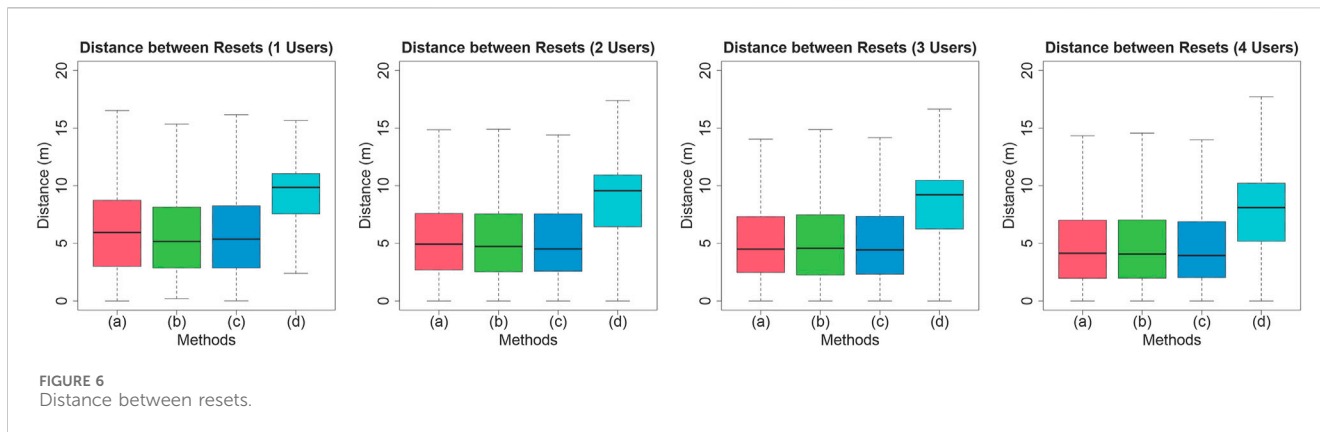 Distance between Resets (1 Users)
Distance (m)
20
15
10
5
0
(a) (b) (c) (d)
Methods
Distance between Resets (2 Users)
Distance (m)
20
15
10
5
0
(a) (b) (c) (d)
Methods
Distance between Resets (3 Users)
Distance (m)
20
15
10
5
0
(a) (b) (c) (d)
Methods
Distance between Resets (4 Users)
Distance (m)
20
15
10
5
0
(a) (b) (c) (d)
Methods
FIGURE 6
Distance between resets.